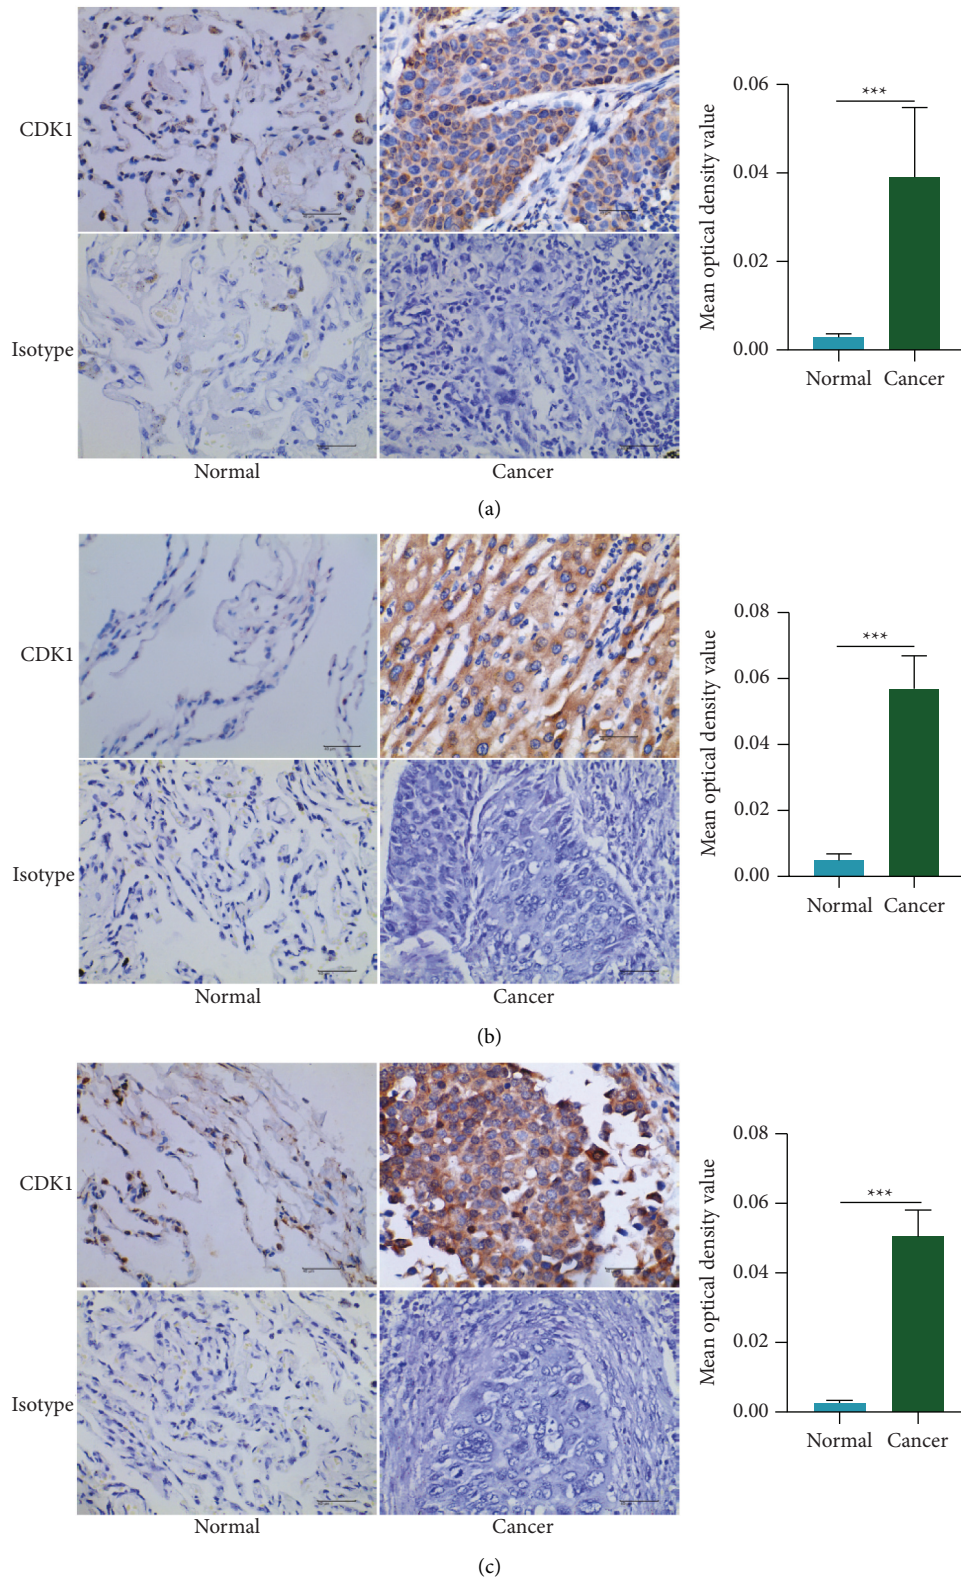 CDK1
Isotype
Normal Cancer
Mean optical density value
0.06
0.04
0.02
0.00
***
Normal Cancer
(a)
CDK1
Isotype
Normal Cancer
Mean optical density value
0.08
0.06
0.04
0.02
0.00
***
Normal Cancer
(b)
CDK1
Isotype
Normal Cancer
Mean optical density value
0.08
0.06
0.04
0.02
0.00
***
Normal Cancer
(c)